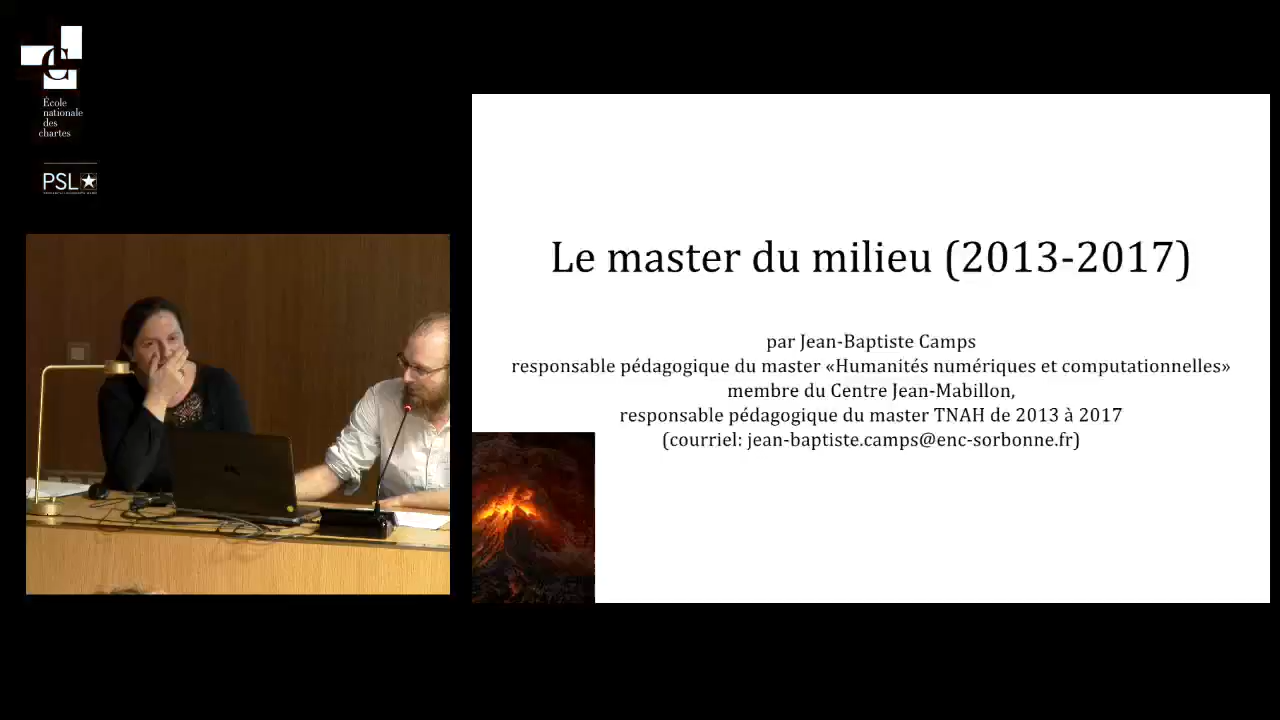 École
nationale
des
chartes
PSL
Le master du milieu (2013-2017)
par Jean-Baptiste Camps
responsable pédagogique du master «Humanités numériques et computationnelles»
membre du Centre Jean-Mabillon,
responsable pédagogique du master TNAH de 2013 à 2017
(courriel: jean-baptiste.camps@enc-sorbonne.fr)